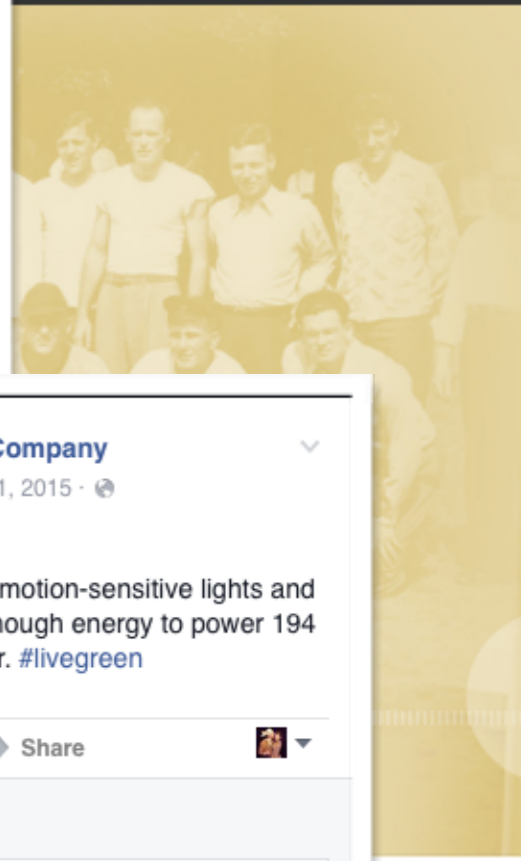 Company
1, 2015 ·
motion-sensitive lights and
nough energy to power 194
r. #livegreen
Share